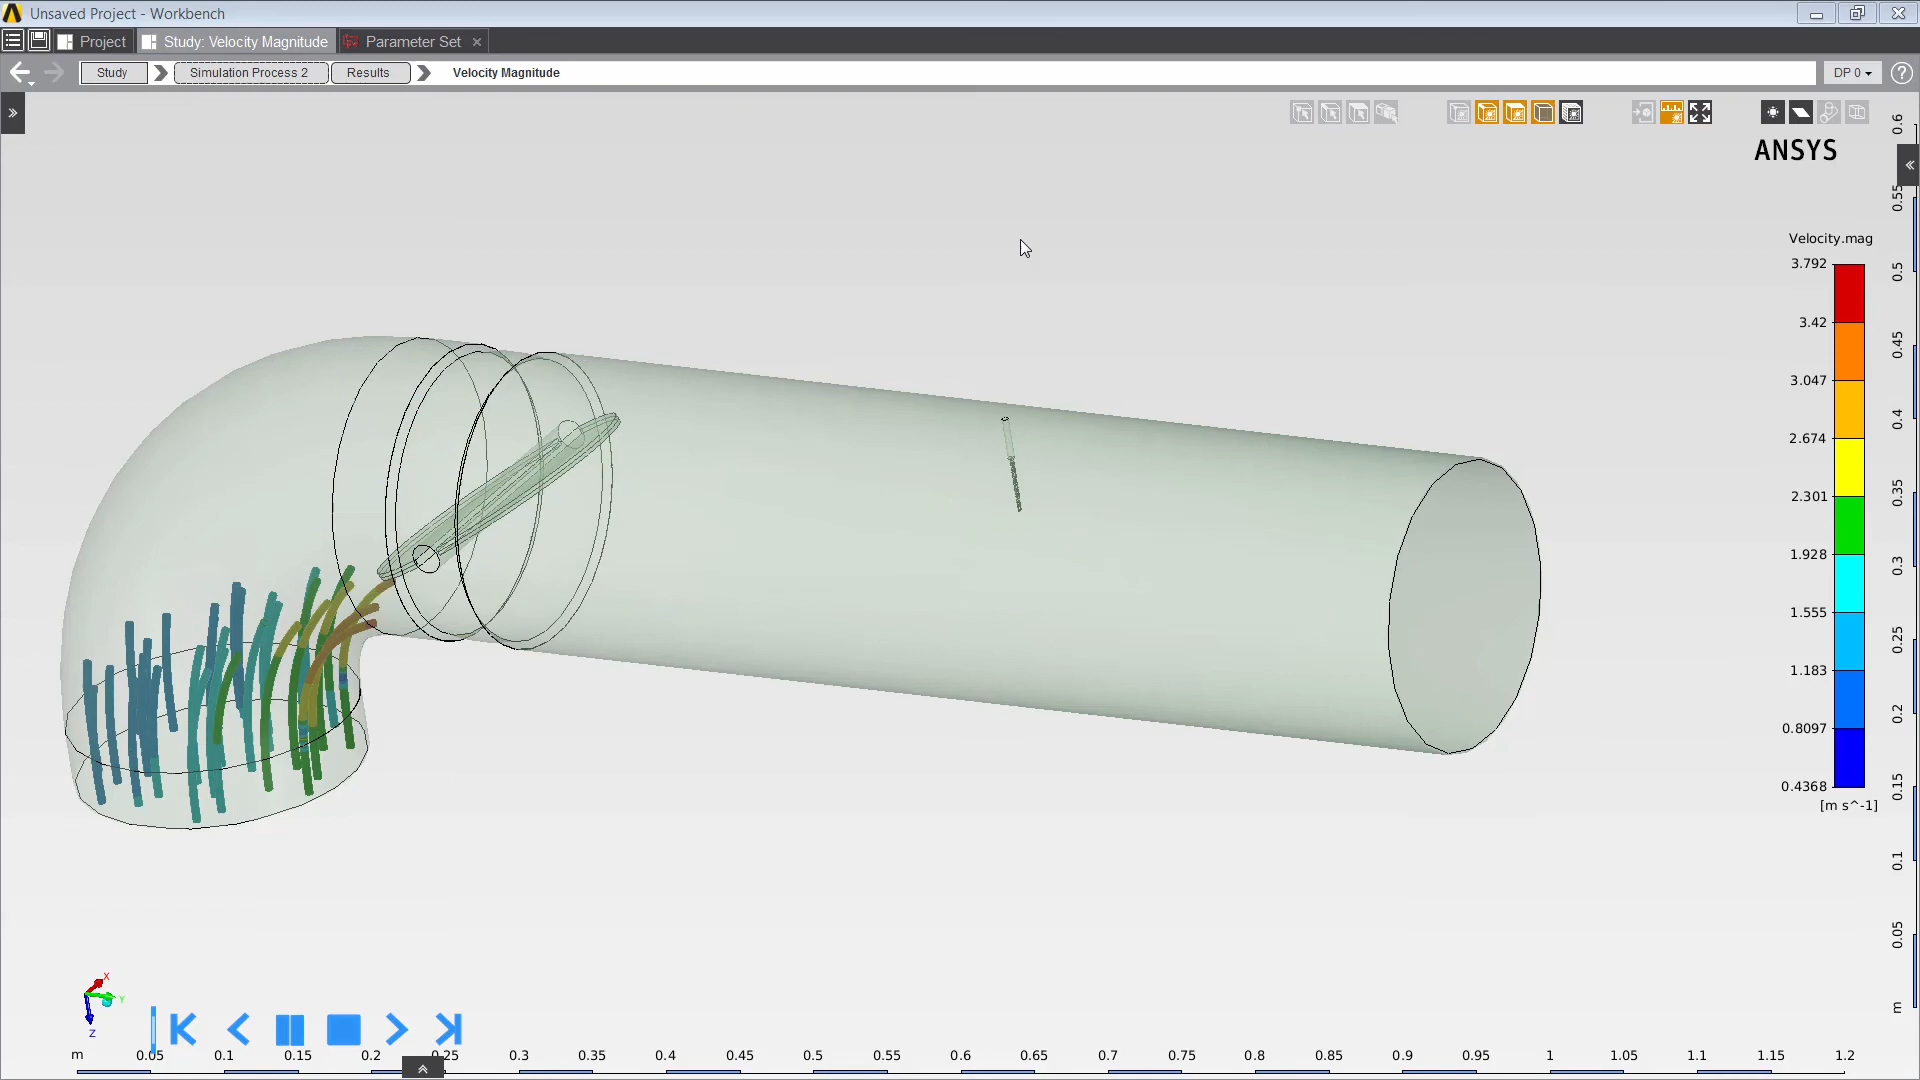 Unsaved Project - Workbench
Project
Study: Velocity Magnitude
Parameter Set
Study
Simulation Process 2
Results
Velocity Magnitude
DP 0
ANSYS
Velocity.mag
3.792
3.42
3.047
2.674
2.301
1.928
1.555
1.183
0.8097
0.4368
[m s^-1]
0.6
0.55
0.5
0.45
0.4
0.35
0.3
0.25
0.2
0.15
0.1
0.05
m
X
Y
Z
m 0.05 0.1 0.15 0.2 0.25 0.3 0.35 0.4 0.45 0.5 0.55 0.6 0.65 0.7 0.75 0.8 0.85 0.9 0.95 1 1.05 1.1 1.15 1.2